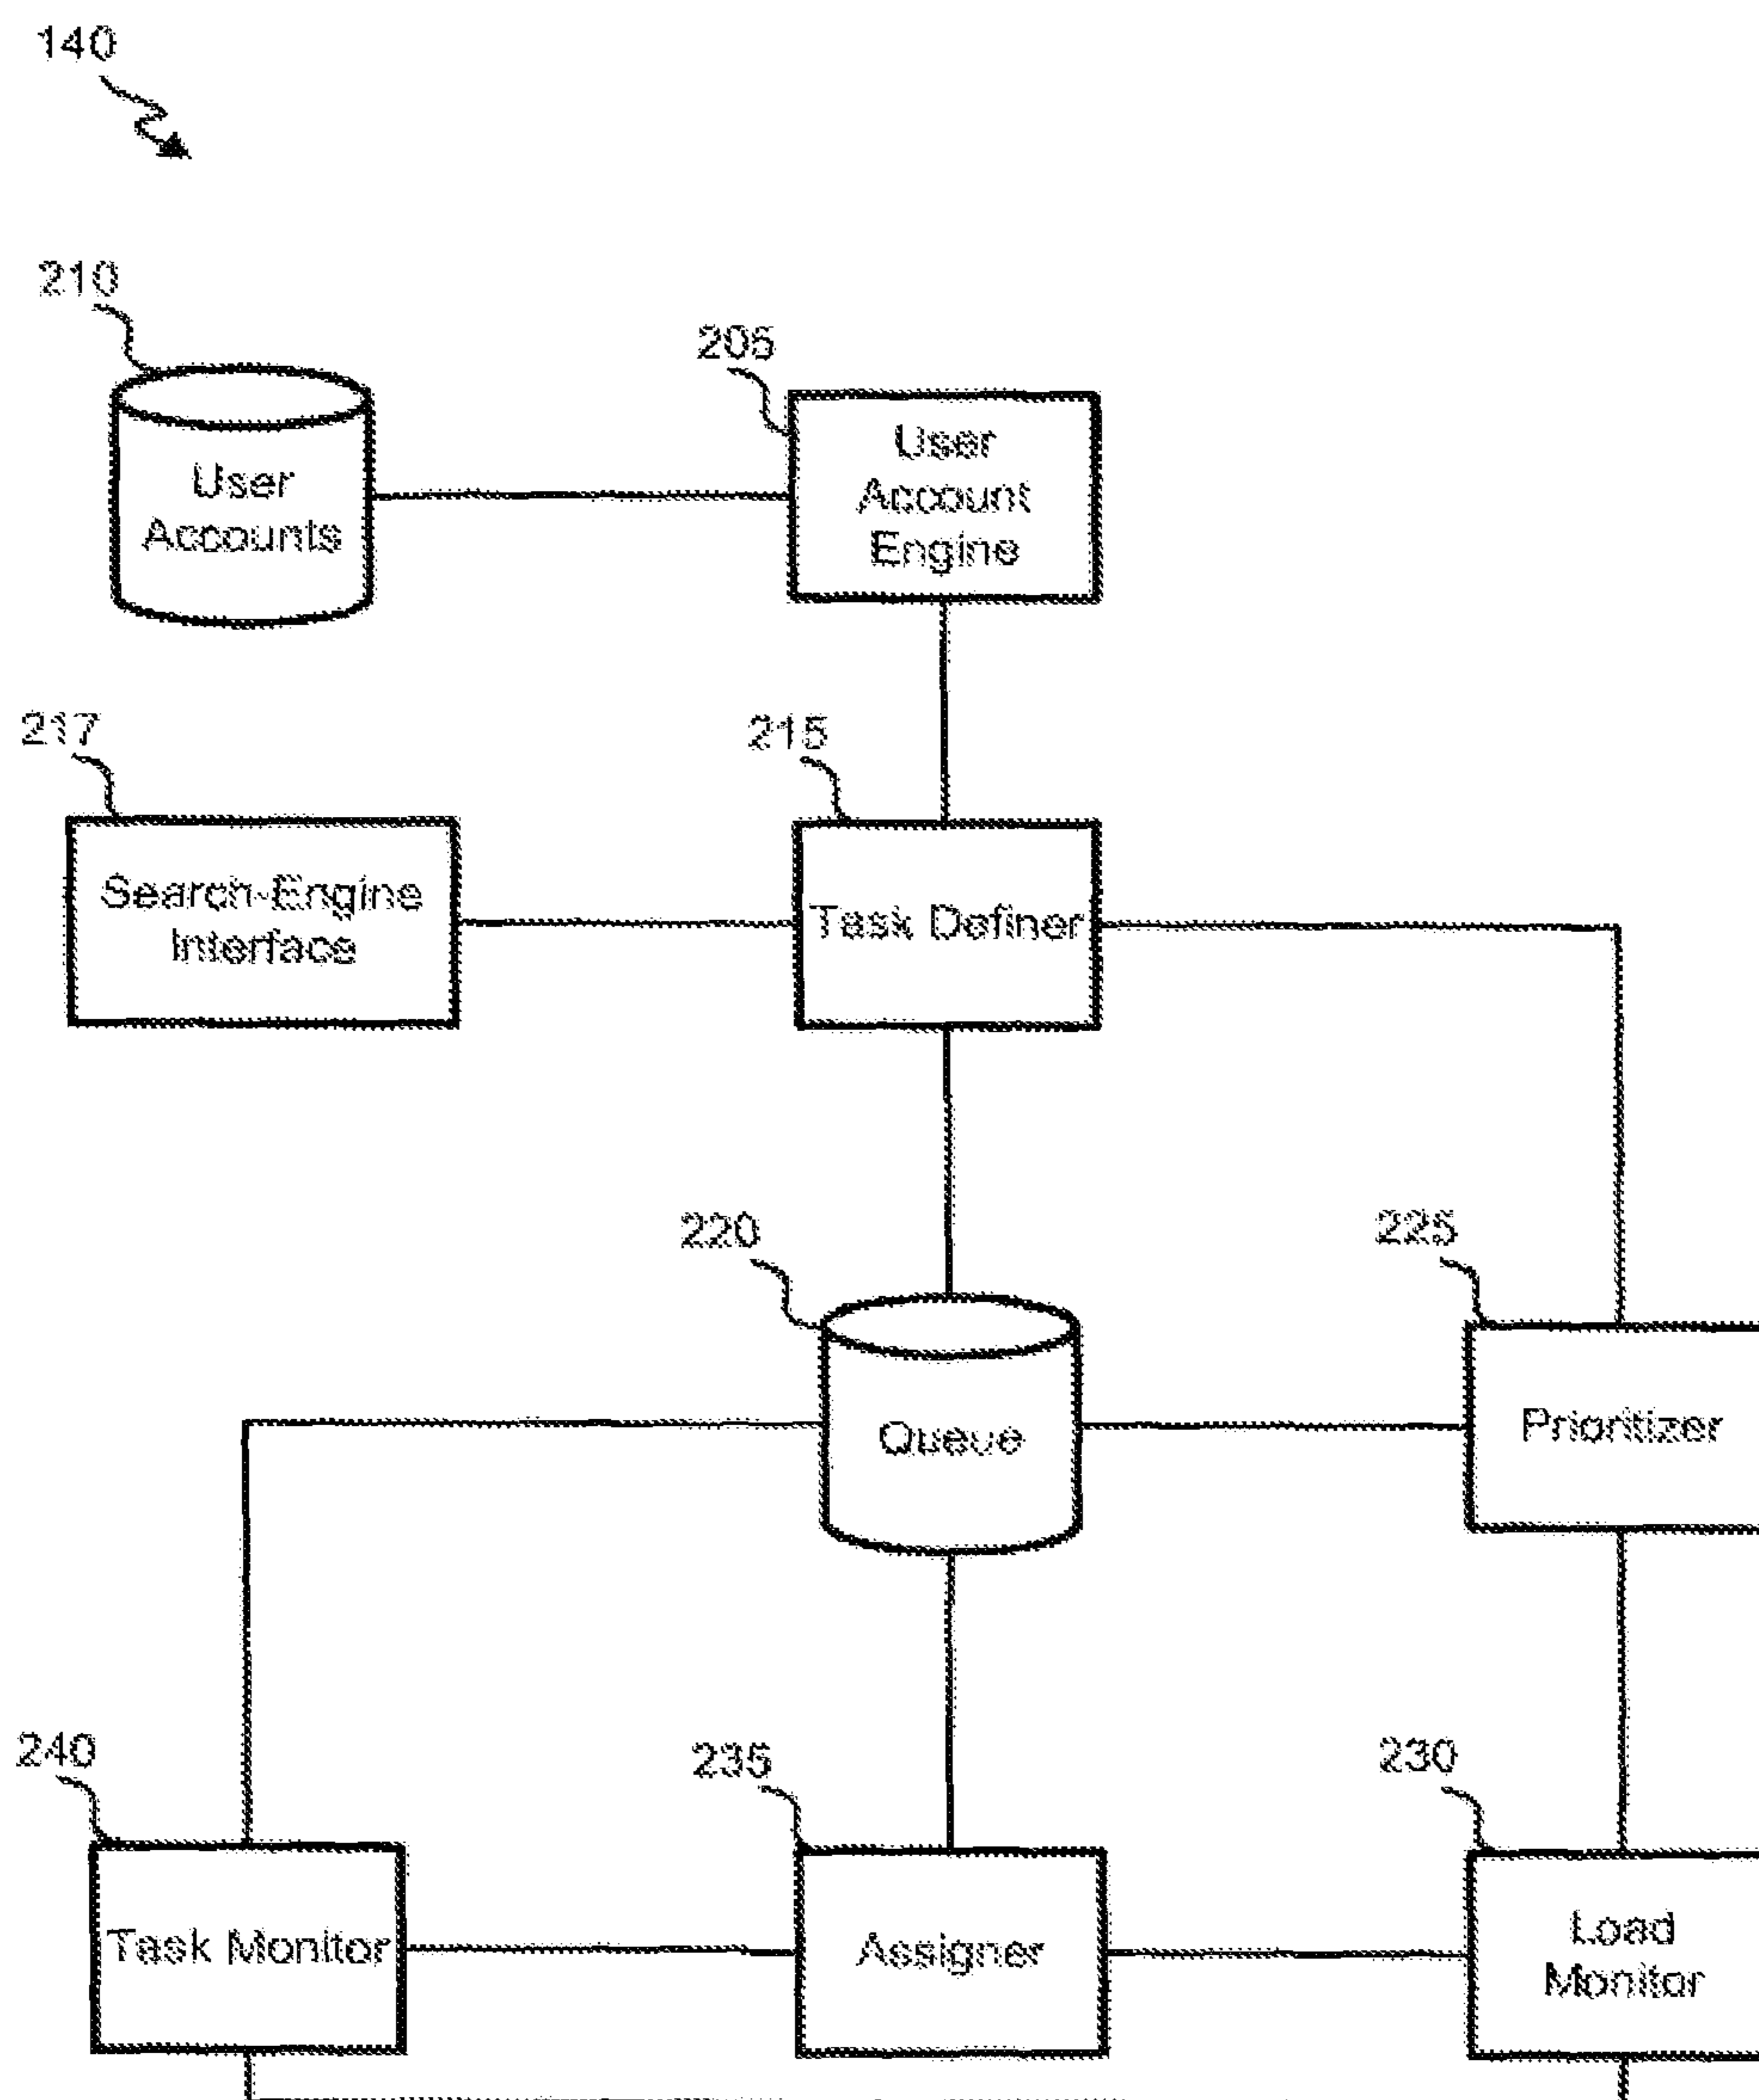 140
210
205
User
Account
Engine
User
Accounts
217
215
Search-Engine
Interface
Task Definer
220
225
Queue
Prioritizer
240
235
230
Task Monitor
Assigner
Load
Monitor